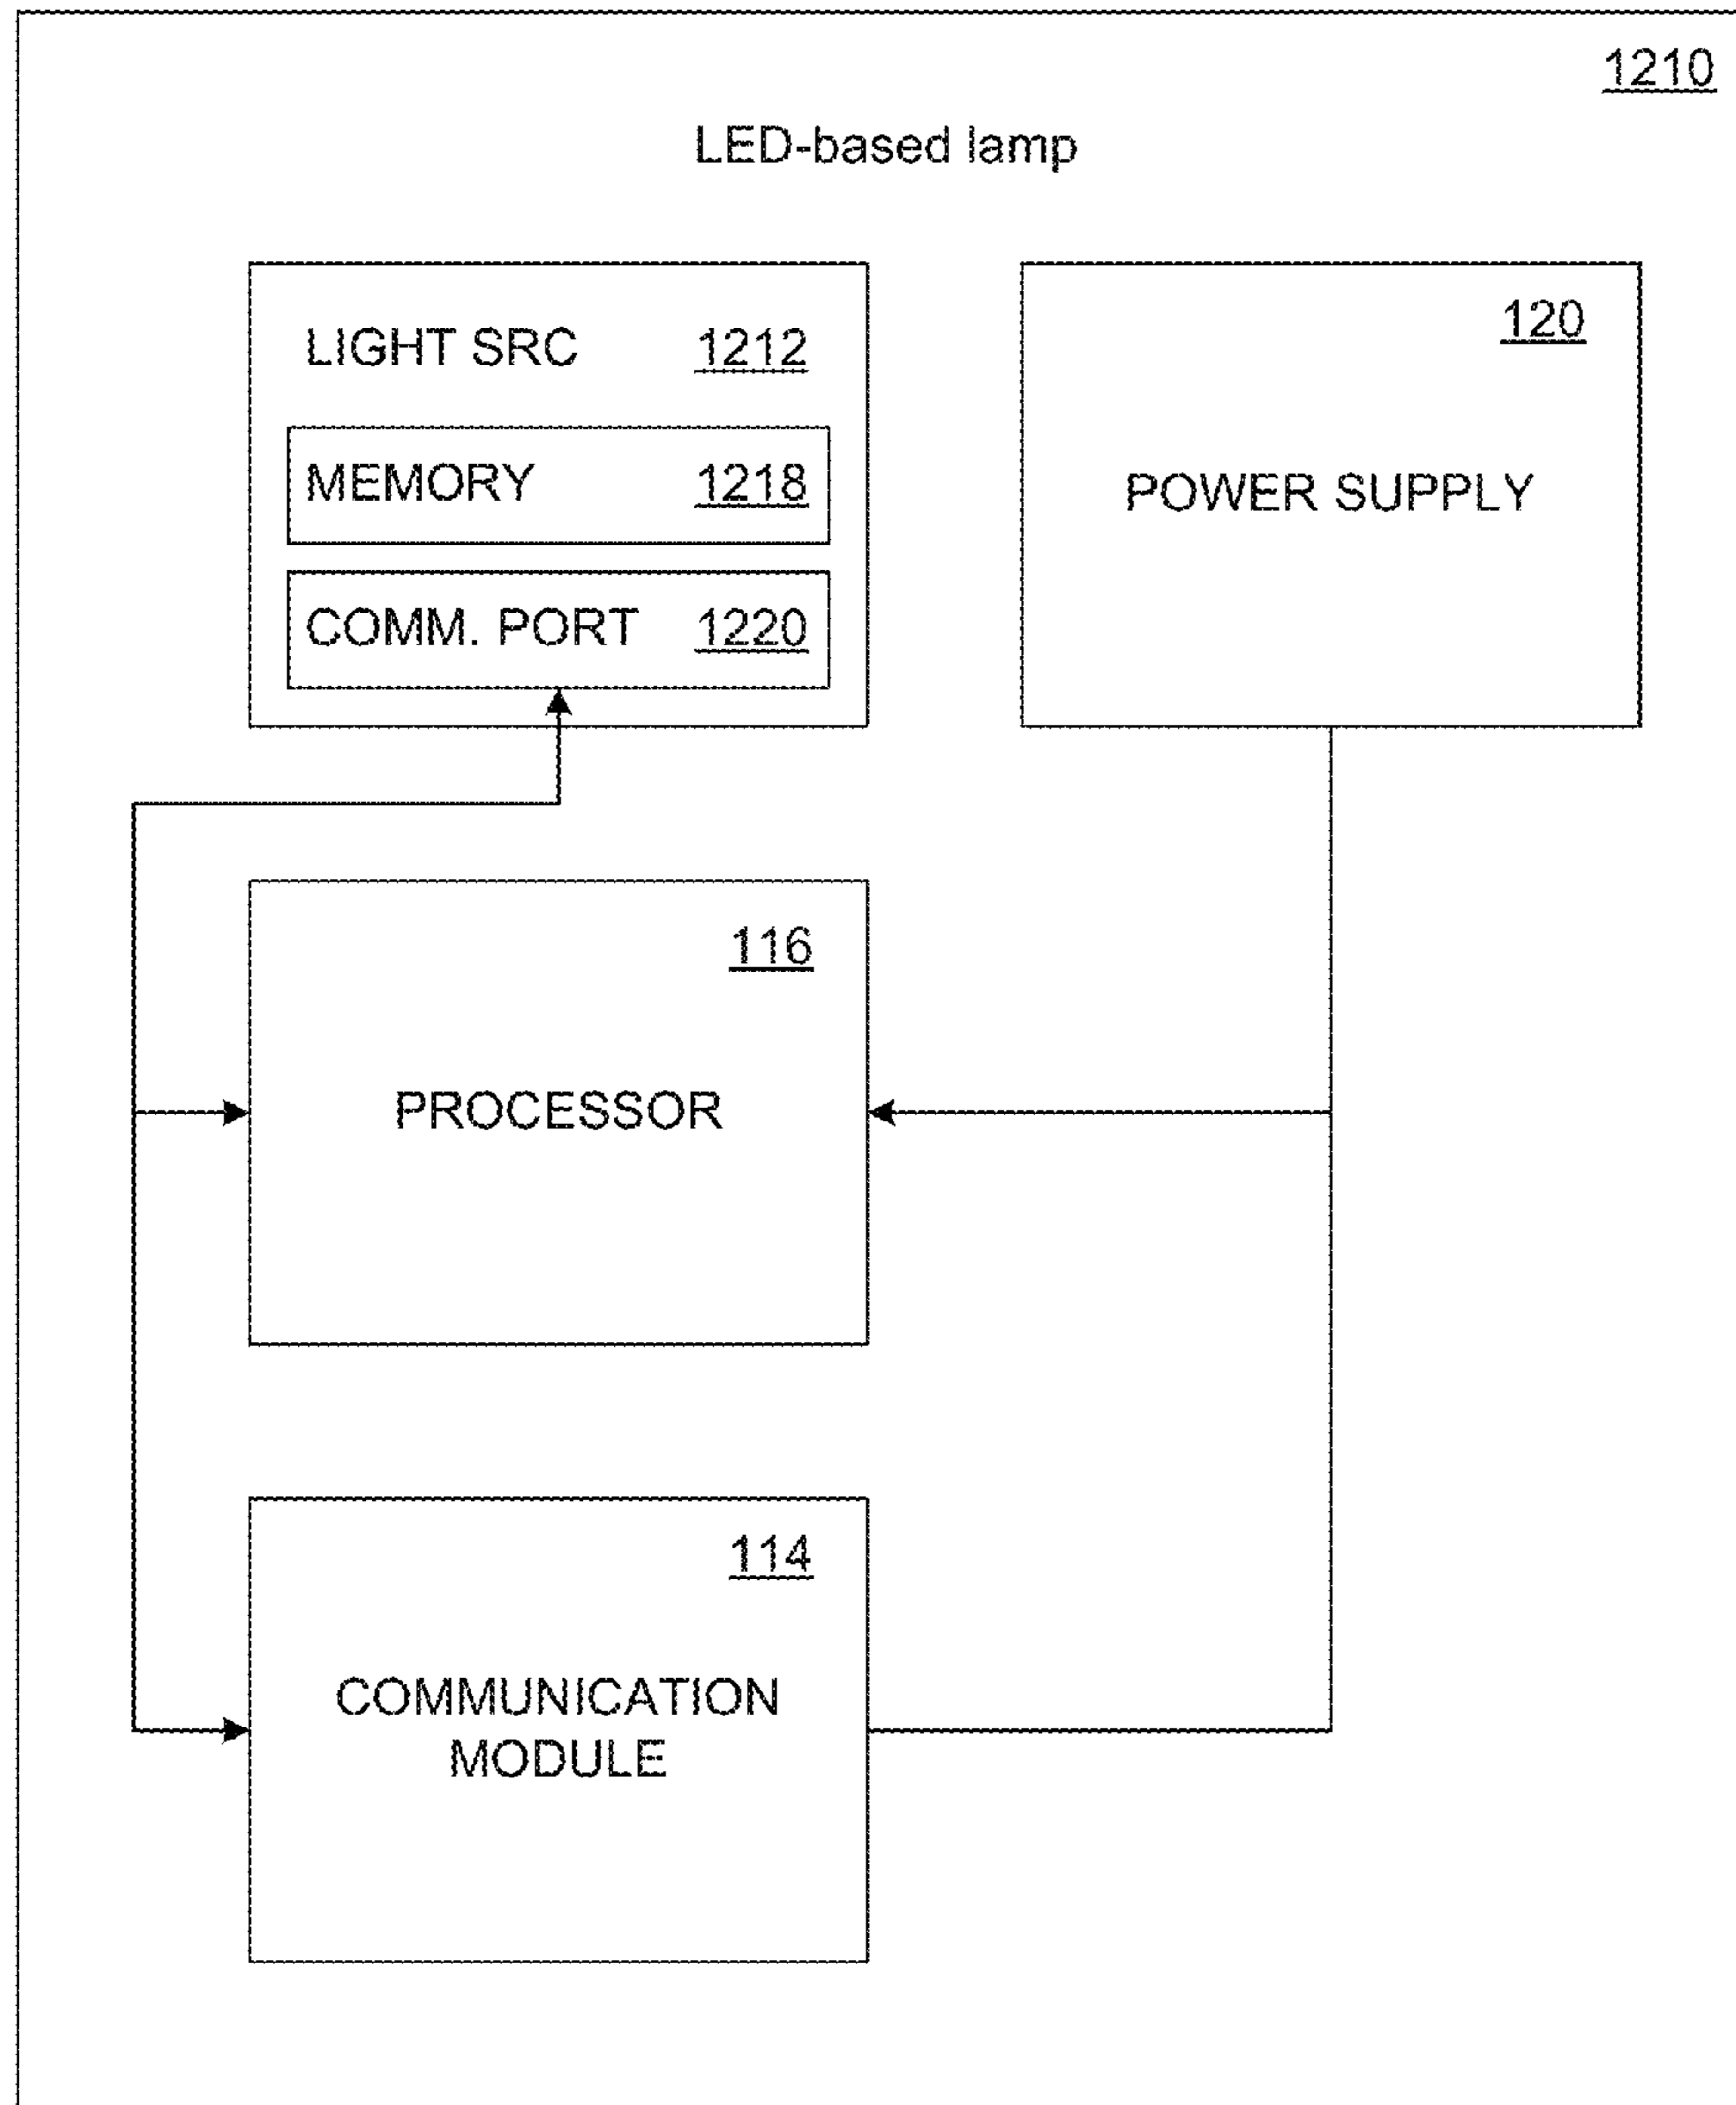 1210
LED-based lamp
LIGHT SRC 1212
MEMORY 1218
COMM. PORT 1220
120
POWER SUPPLY
116
PROCESSOR
114
COMMUNICATION
MODULE